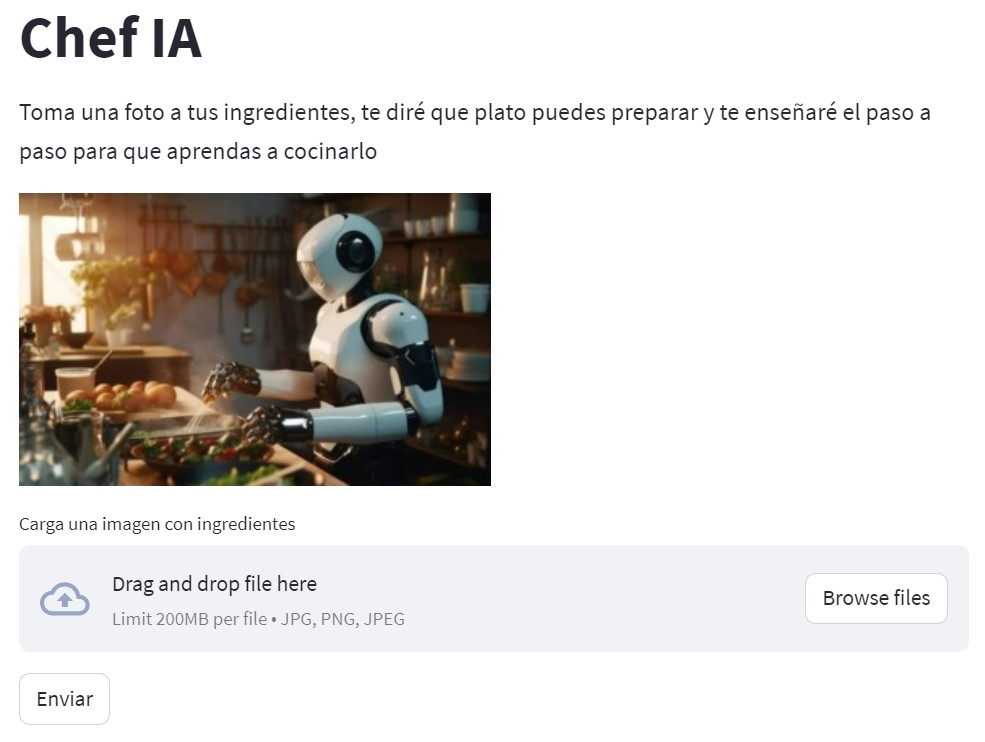 Chef IA
Toma una foto a tus ingredientes, te diré que plato puedes preparar y te enseñaré el paso a
paso para que aprendas a cocinarlo
Carga una imagen con ingredientes
Drag and drop file here
Limit 200MB per file • JPG, PNG, JPEG
Browse files
Enviar